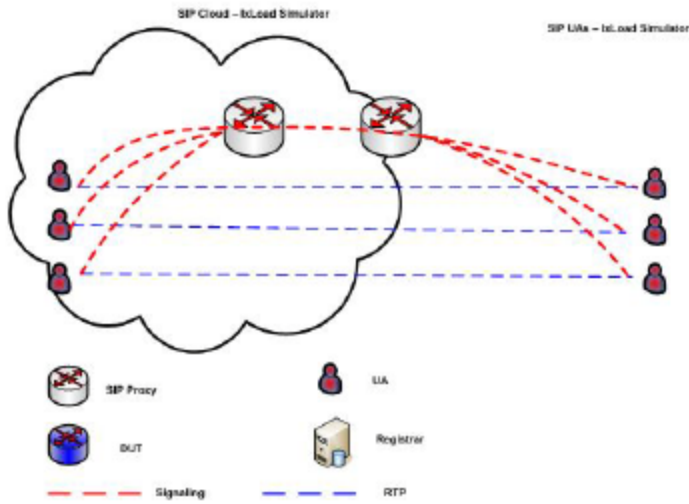 SIP Cloud – IxLoad Simulator
SIP UAs – IxLoad Simulator
SIP Proxy
UA
DUT
Registrar
Signaling
RTP